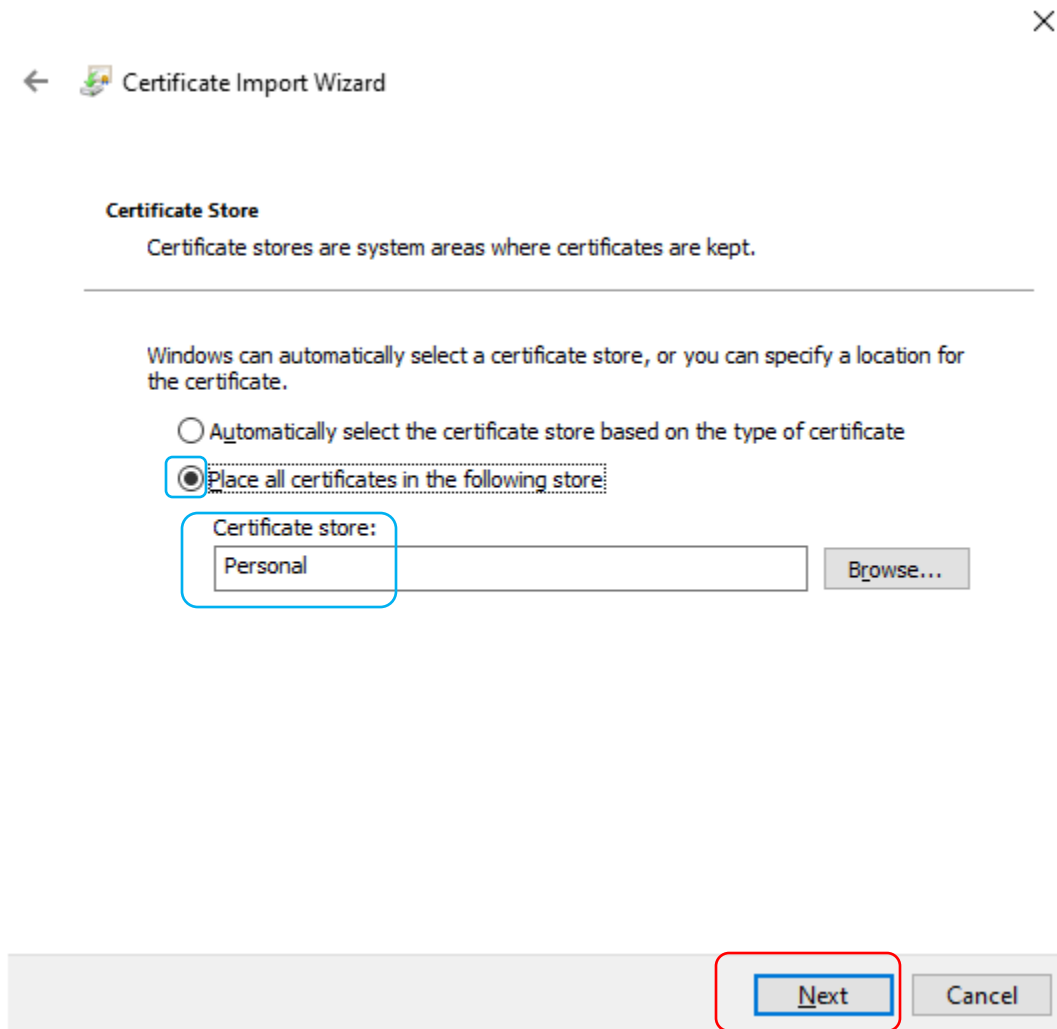 Certificate Import Wizard
Certificate Store
Certificate stores are system areas where certificates are kept.
Windows can automatically select a certificate store, or you can specify a location for
the certificate.
Automatically select the certificate store based on the type of certificate
Place all certificates in the following store
Certificate store:
Personal
Browse...
Next
Cancel